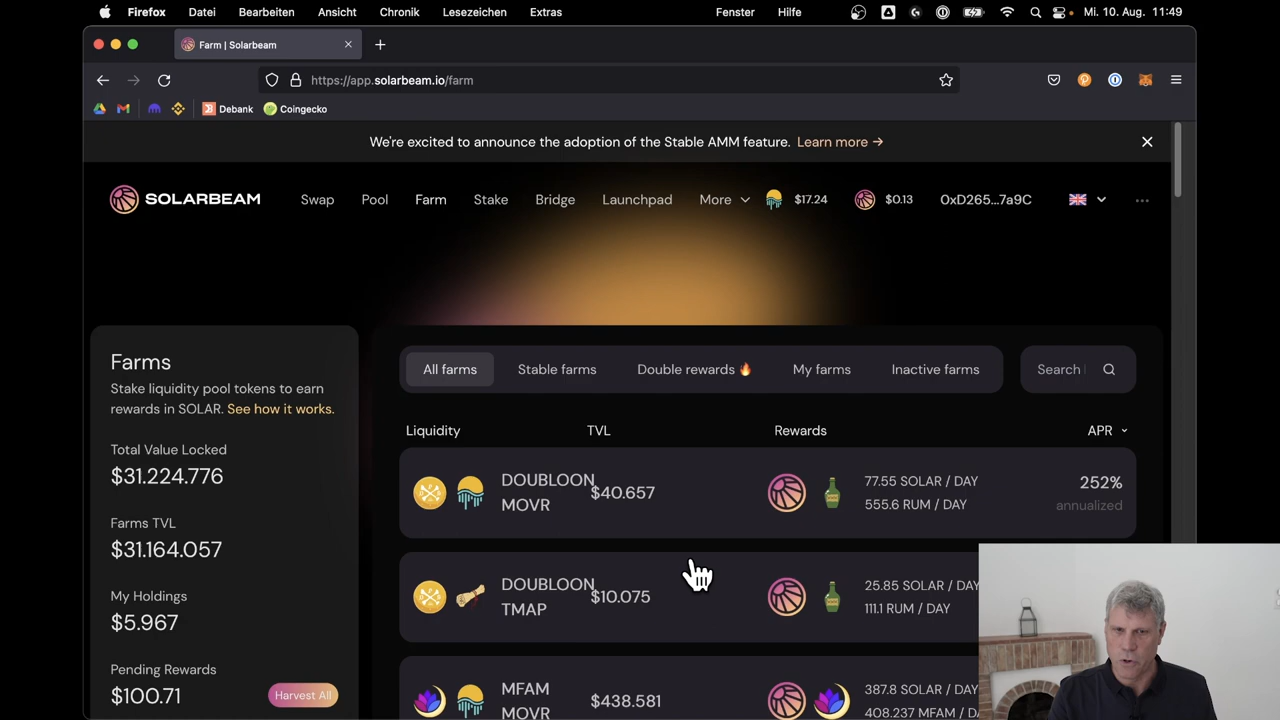 Firefox Datei Bearbeiten Ansicht Chronik Lesezeichen Extras Fenster Hilfe Mi. 10. Aug. 11:49
Farm | Solarbeam
https://app.solarbeam.io/farm
Debank Coingecko
We're excited to announce the adoption of the Stable AMM feature. Learn more →
SOLARBEAM Swap Pool Farm Stake Bridge Launchpad More $17.24 $0.13 0xD265...7a9C
Farms
Stake liquidity pool tokens to earn
rewards in SOLAR. See how it works.
Total Value Locked
$31.224.776
Farms TVL
$31.164.057
My Holdings
$5.967
Pending Rewards
$100.71 Harvest All
All farms Stable farms Double rewards🔥 My farms Inactive farms Search
Liquidity TVL Rewards APR
DOUBLOON
MOVR
$40.657
77.55 SOLAR / DAY
555.6 RUM / DAY
252%
annualized
DOUBLOON
TMAP
$10.075
25.85 SOLAR / DAY
111.1 RUM / DAY
MFAM
MOVR
$438.581
387.8 SOLAR / DAY
408.237 MFAM / DAY